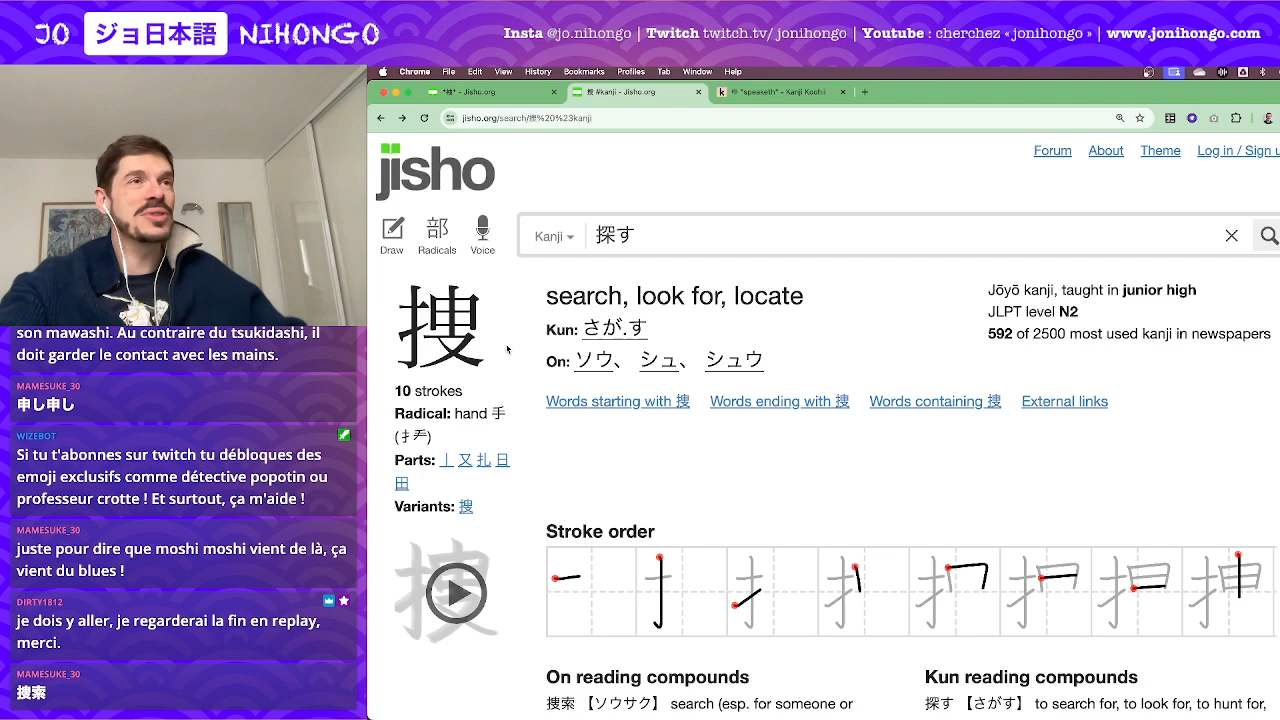 JO ジョ日本語 NIHONGO
Insta @jo.nihongo | Twitch twitch.tv/ jonihongo | Youtube : cherchez « jonihongo » | www.jonihongo.com
Chrome File Edit View History Bookmarks Profiles Tab Window Help
jisho.org/search/捜%20%23kanji
Forum About Theme Log in / Sign u
jisho
Draw
部 Radicals
Voice
Kanji 探す
捜
search, look for, locate
Kun: さが.す
On: ソウ、 シュ、 シュウ
Jōyō kanji, taught in junior high
JLPT level N2
592 of 2500 most used kanji in newspapers
10 strokes
Radical: hand 手
(扌龵)
Parts: ｜ 又 扎 日
田
Variants: 搜
Words starting with 捜 Words ending with 捜 Words containing 捜 External links
Stroke order
On reading compounds
捜索 【ソウサク】 search (esp. for someone or
Kun reading compounds
探す 【さがす】 to search for, to look for, to hunt for,
son mawashi. Au contraire du tsukidashi, il
doit garder le contact avec les mains.
MAMESUKE_30
申し申し
WIZEBOT
Si tu t'abonnes sur twitch tu débloques des
emoji exclusifs comme détective popotin ou
professeur crotte ! Et surtout, ça m'aide !
MAMESUKE_30
juste pour dire que moshi moshi vient de là, ça
vient du blues !
DIRTY1812
je dois y aller, je regarderai la fin en replay,
merci.
MAMESUKE_30
捜索